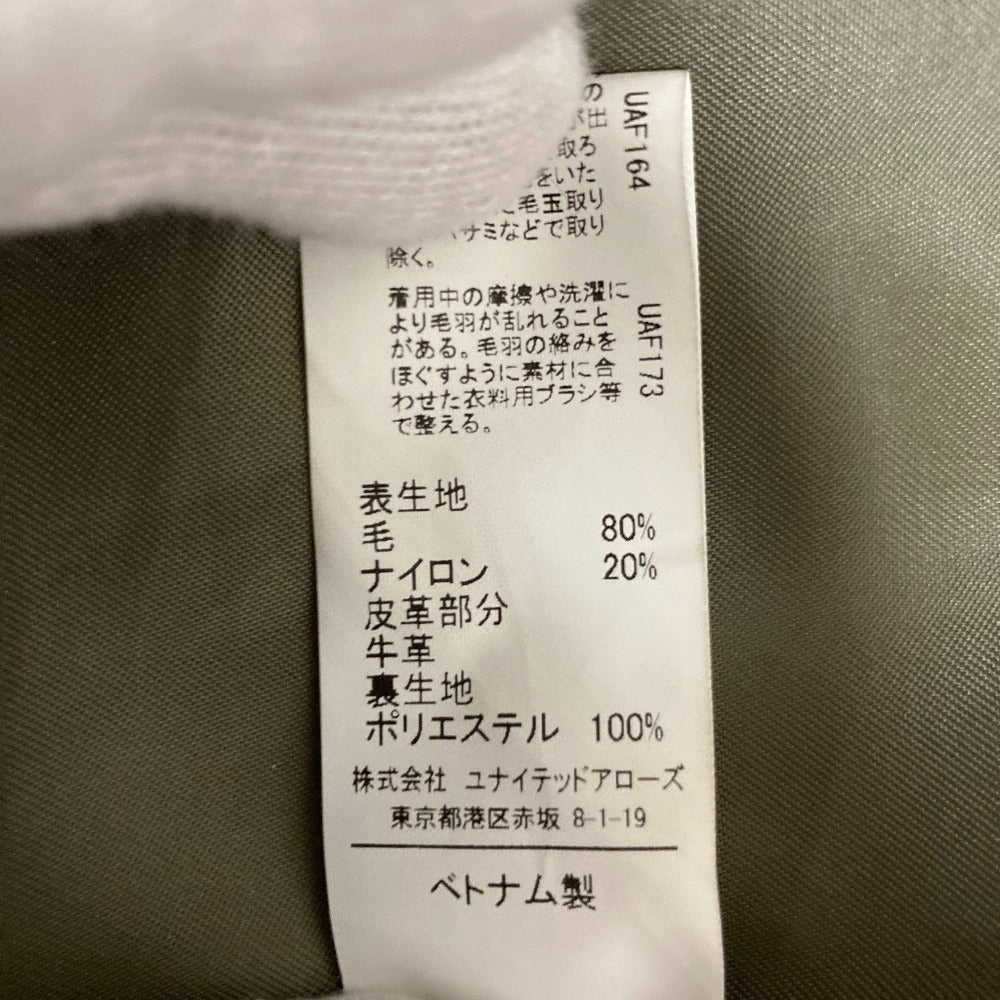 の
が出
取ろ
をいた
毛玉取り
サミなどで取り
除く。
UAF164
着用中の摩擦や洗濯に
より毛羽が乱れること
がある。毛羽の絡みを
ほぐすように素材に合
わせた衣料用ブラシ等
で整える。
UAF173
表生地
毛 80%
ナイロン 20%
皮革部分
牛革
裏生地
ポリエステル 100%
株式会社 ユナイテッドアローズ
東京都港区赤坂 8-1-19
ベトナム製